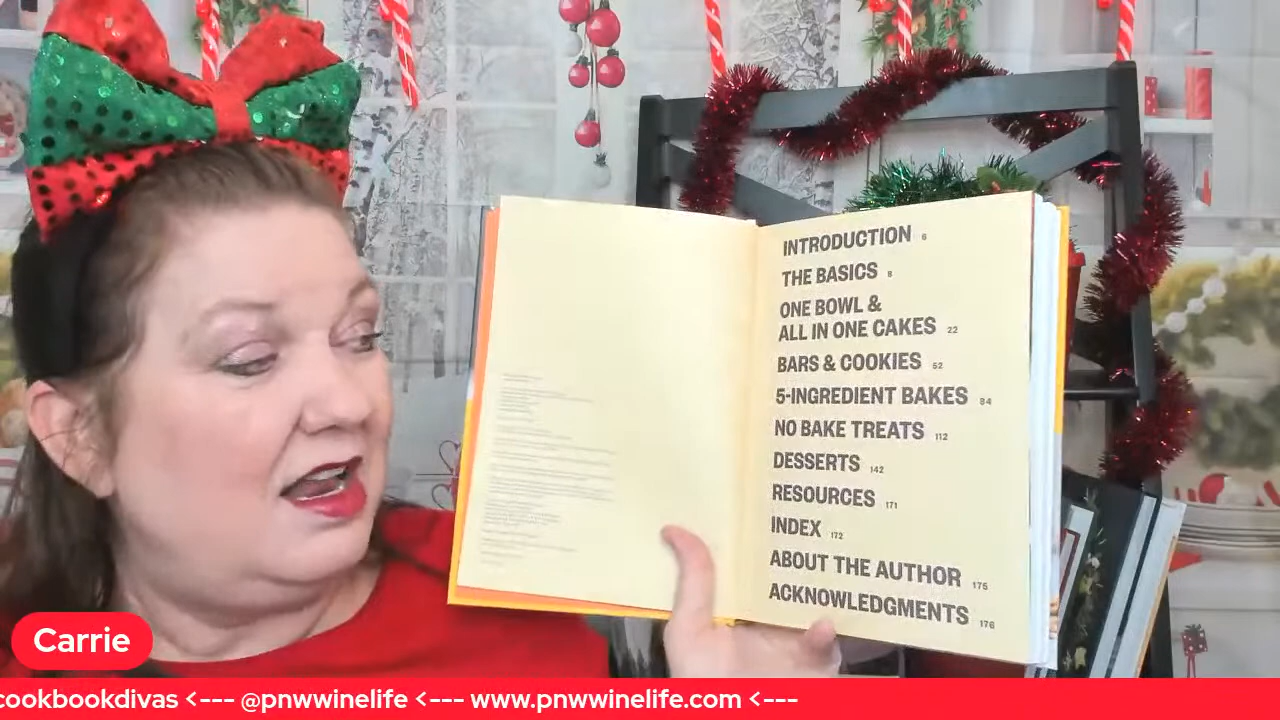 INTRODUCTION 6
THE BASICS 8
ONE BOWL &
ALL IN ONE CAKES 22
BARS & COOKIES 52
5-INGREDIENT BAKES 84
NO BAKE TREATS 112
DESSERTS 142
RESOURCES 171
INDEX 172
ABOUT THE AUTHOR 175
ACKNOWLEDGMENTS 176
Carrie
cookbookdivas <--- @pnwwinelife <--- www.pnwwinelife.com <---